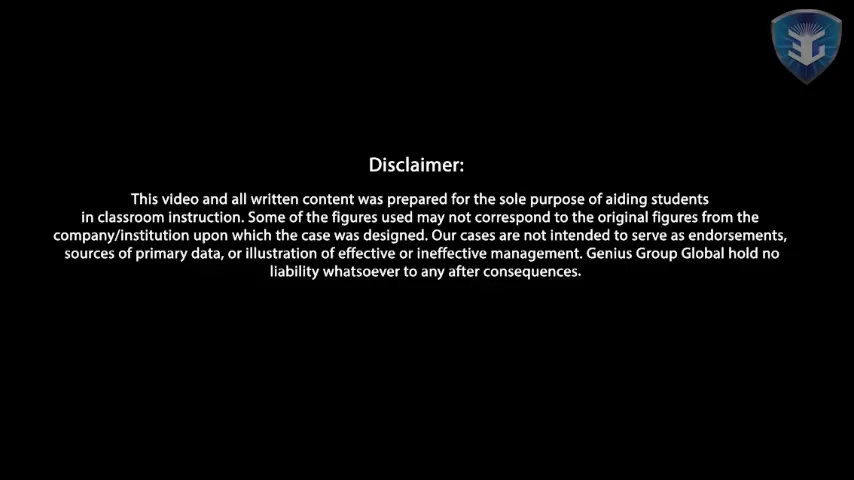 Disclaimer:
This video and all written content was prepared for the sole purpose of aiding students
in classroom instruction. Some of the figures used may not correspond to the original figures from the
company/institution upon which the case was designed. Our cases are not intended to serve as endorsements,
sources of primary data, or illustration of effective or ineffective management. Genius Group Global hold no
liability whatsoever to any after consequences.